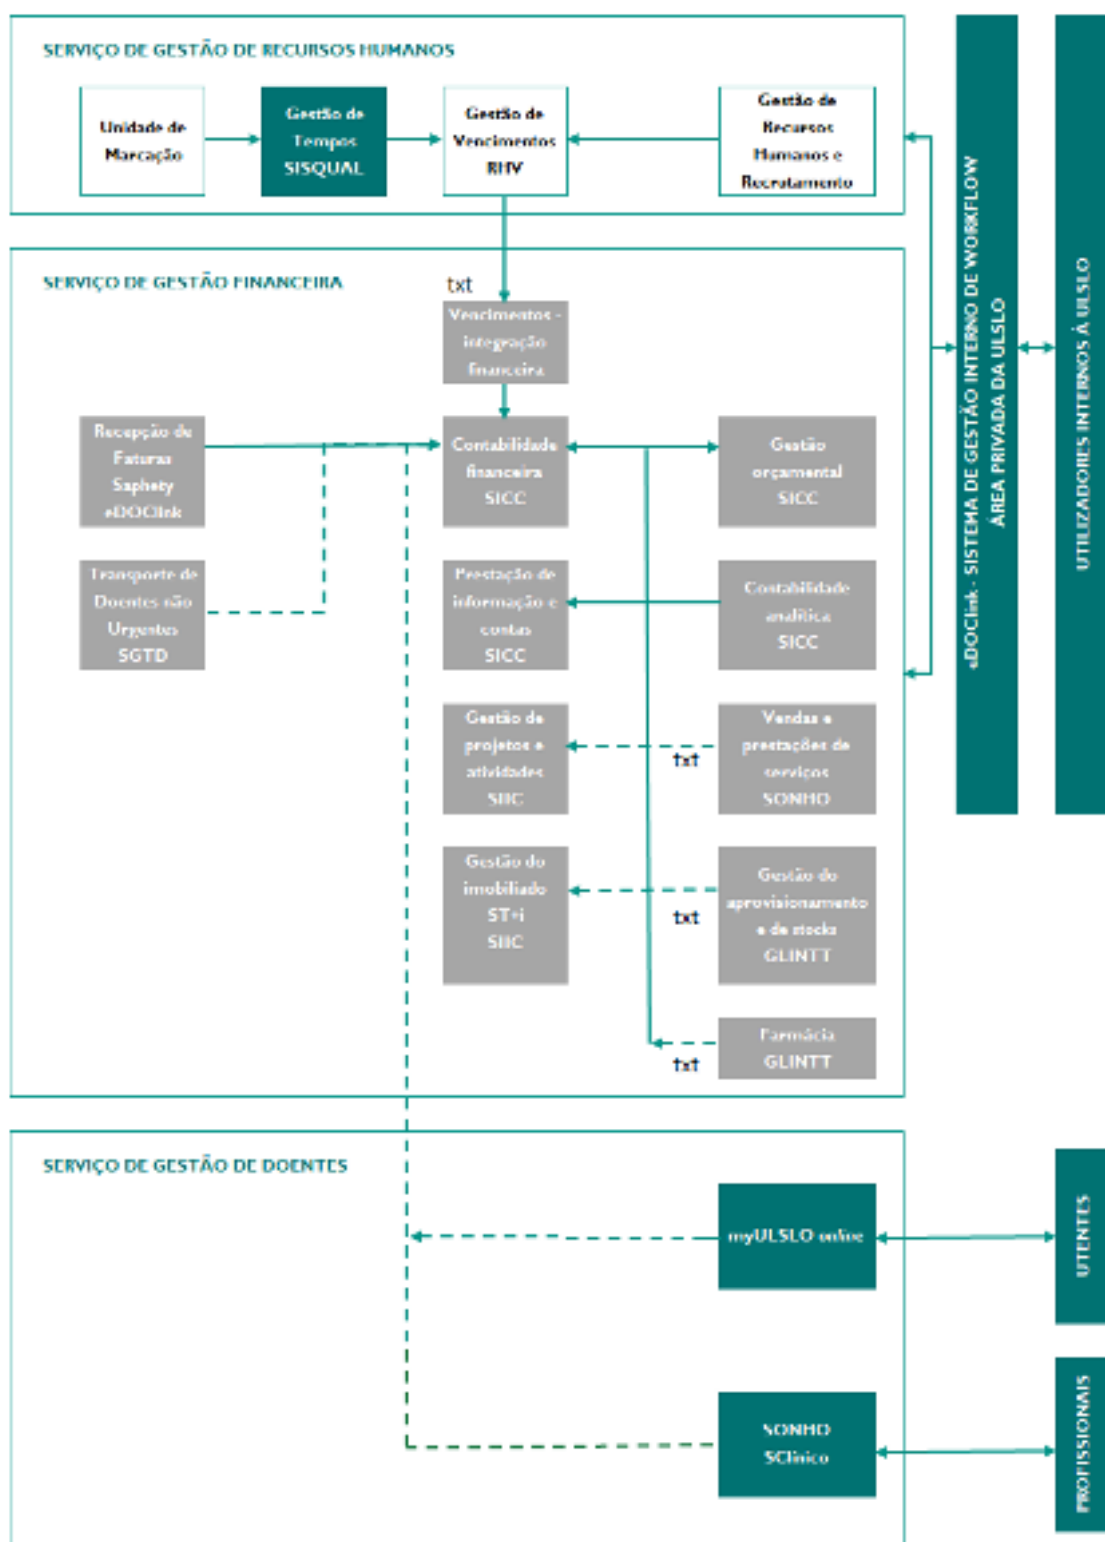 SERVIÇO DE GESTÃO DE RECURSOS HUMANOS
Unidade de
Marcação
Gestão de
Tempos
SISQUAL
Gestão de
Vencimentos
RHV
Gestão de
Recursos
Humanos e
Recrutamento
SERVIÇO DE GESTÃO FINANCEIRA
txt
Vencimentos -
integração
financeira
Recepção de
Faturas
Saphety
eDOClink
Contabilidade
financeira
SICC
Gestão
orçamental
SICC
Transporte de
Doentes não
Urgentes
SGTD
Prestação de
informação e
contas
SICC
Contabilidade
analítica
SICC
Gestão de
projetos e
atividades
SIIC
txt
Vendas e
prestações de
serviços
SONHO
Gestão do
imobiliado
ST+i
SIIC
txt
Gestão do
aprovisionamento
e de stocks
GLINTT
txt
Farmácia
GLINTT
SERVIÇO DE GESTÃO DE DOENTES
myULSLO online
SONHO
SClínico
eDOClink - SISTEMA DE GESTÃO INTERNO DE WORKFLOW
ÁREA PRIVADA DA ULSLO
UTILIZADORES INTERNOS À ULSLO
UTENTES
PROFISSIONAIS